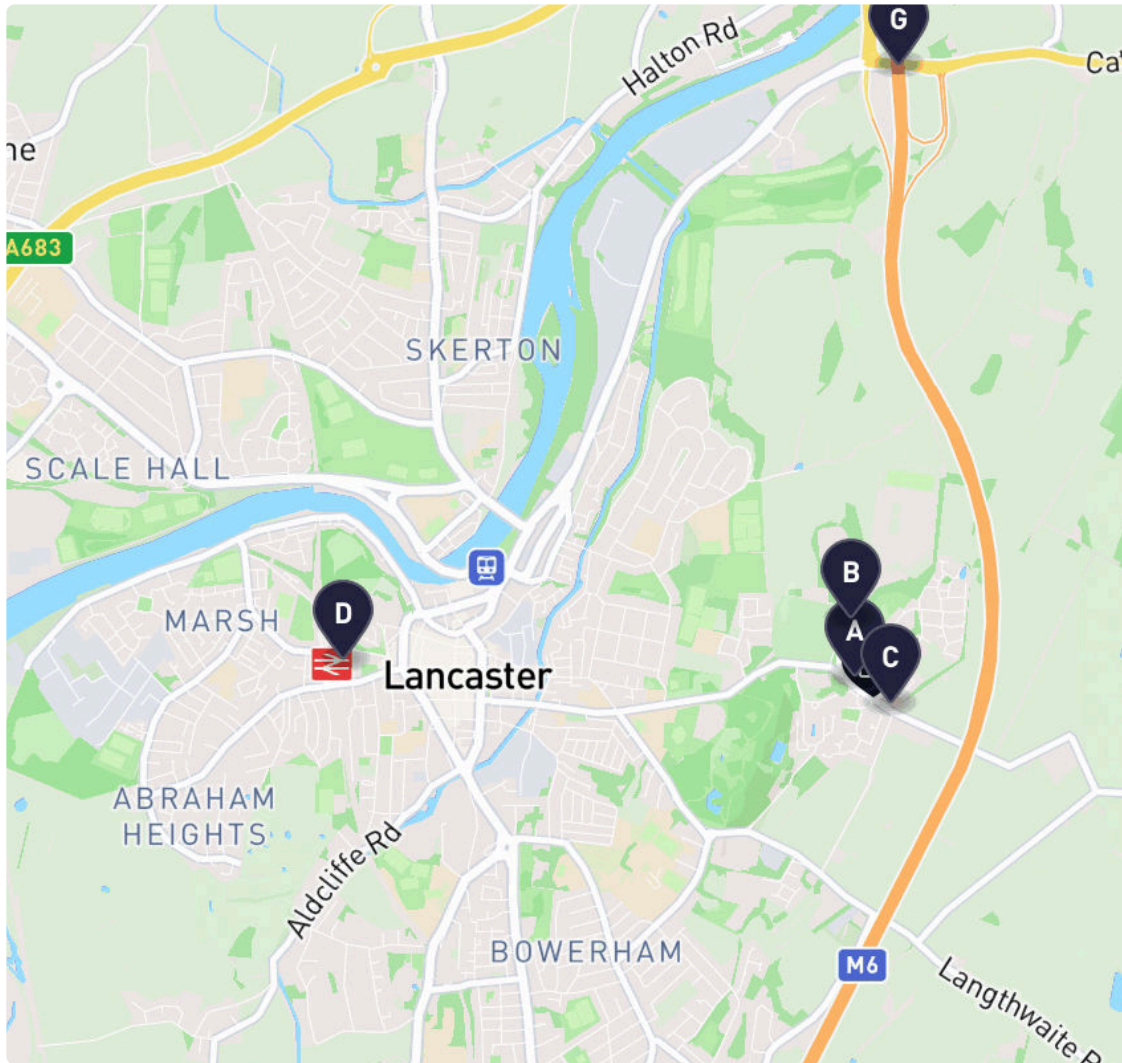 G
Halton Rd
Ca
ne
A683
SKERTON
SCALE HALL
B
MARSH
D
A
C
Lancaster
ABRAHAM
HEIGHTS
Aldcliffe Rd
BOWERHAM
M6
Langthwaite R